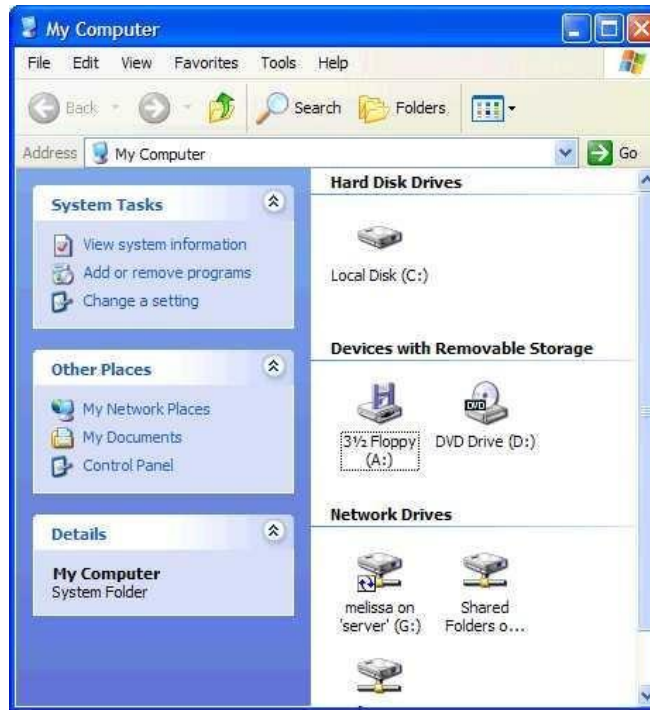 My Computer
File Edit View Favorites Tools Help
Back Search Folders
Address My Computer Go
System Tasks
View system information
Add or remove programs
Change a setting
Other Places
My Network Places
My Documents
Control Panel
Details
My Computer
System Folder
Hard Disk Drives
Local Disk (C:)
Devices with Removable Storage
3½ Floppy
(A:)
DVD Drive (D:)
DVD
Network Drives
melissa on
'server' (G:)
Shared
Folders o...